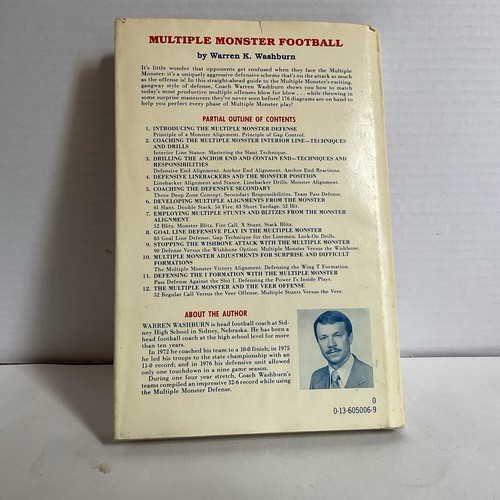 MULTIPLE MONSTER FOOTBALL
by Warren K. Washburn
It's little wonder that opponents get confused when they face the Multiple
Monster: it's a uniquely aggressive defensive scheme that's on the attack as much
as the offense is! In this straight-ahead guide to the Multiple Monster's exciting,
gangway style of defense, Coach Warren Washburn shows you how to match
today's most productive multiple offenses blow for blow . . . while throwing in
some surprise maneuvers they've never seen before! 176 diagrams are on hand to
help you perfect every phase of Multiple Monster play!
PARTIAL OUTLINE OF CONTENTS
1. INTRODUCING THE MULTIPLE MONSTER DEFENSE
Principle of a Monster Alignment. Principle of Gap Control.
2. COACHING THE MULTIPLE MONSTER INTERIOR LINE—TECHNIQUES
AND DRILLS
Interior Line Stance. Mastering the Slant Technique.
3. DRILLING THE ANCHOR END AND CONTAIN END—TECHNIQUES AND
RESPONSIBILITIES
Defensive End Alignment. Anchor End Alignment. Anchor End Reactions.
4. DEFENSIVE LINEBACKERS AND THE MONSTER POSITION
Linebacker Alignment and Stance. Linebacker Drills. Monster Alignment.
5. COACHING THE DEFENSIVE SECONDARY
Three Deep Zone Concept. Secondary Responsibilities. Team Pass Defense.
6. DEVELOPING MULTIPLE ALIGNMENTS FROM THE MONSTER
61 Slant. Double Stack. 54 Fire. 83 Short Yardage. 52 Hit.
7. EMPLOYING MULTIPLE STUNTS AND BLITZES FROM THE MONSTER
ALIGNMENT
52 Blitz. Monster Blitz. Fire Call. X Stunt. Stack Blitz.
8. GOAL LINE DEFENSIVE PLAY IN THE MULTIPLE MONSTER
83 Goal Line Defense. Gap Technique for the Linemen. Lock-On Drills.
9. STOPPING THE WISHBONE ATTACK WITH THE MULTIPLE MONSTER
90 Defense Versus the Wishbone Option. Multiple Monster Versus the Wishbone.
10. MULTIPLE MONSTER ADJUSTMENTS FOR SURPRISE AND DIFFICULT
FORMATIONS
The Multiple Monster Victory Alignment. Defensing the Wing T Formation.
11. DEFENSING THE I FORMATION WITH THE MULTIPLE MONSTER
Pass Defense Against the Slot I. Defensing the Power I's Inside Plays.
12. THE MULTIPLE MONSTER AND THE VEER OFFENSE
52 Regular Call Versus the Veer Offense. Multiple Stunts Versus the Veer.
ABOUT THE AUTHOR
WARREN WASHBURN is head football coach at Sid-
ney High School in Sidney, Nebraska. He has been a
head football coach at the high school level for more
than ten years.
In 1972 he coached his team to a 10-0 finish; in 1975
he led his troops to the state championship with an
11-0 record; and in 1976 his defensive unit allowed
only one touchdown in a nine game season.
During one four year stretch, Coach Washburn's
teams compiled an impressive 32-6 record while using
the Multiple Monster Defense.
0
0-13-605006-9